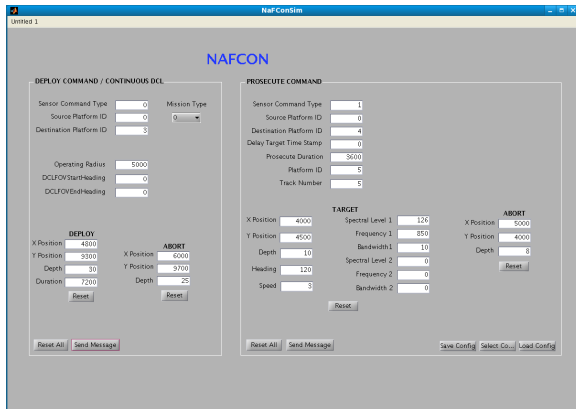 NaFConSim
Untitled 1
NAFCON
DEPLOY COMMAND / CONTINUOUS DCL
Sensor Command Type 0 Mission Type
Source Platform ID 0 0
Destination Platform ID 3
Operating Radius 5000
DCLFOVStartHeading 0
DCLFOVEndHeading 0
DEPLOY
X Position 4800
Y Position 9300
Depth 30
Duration 7200
Reset
ABORT
X Position 6000
Y Position 9700
Depth 25
Reset
Reset All Send Message
PROSECUTE COMMAND
Sensor Command Type 1
Source Platform ID 0
Destination Platform ID 4
Delay Target Time Stamp 0
Prosecute Duration 3600
Platform ID 5
Track Number 5
TARGET
X Position 4000
Y Position 4500
Depth 10
Heading 120
Speed 3
Spectral Level 1 126
Frequency 1 850
Bandwidth1 10
Spectral Level 2 0
Frequency 2 0
Bandwidth 2 0
Reset
ABORT
X Position 5000
Y Position 4000
Depth 8
Reset
Reset All Send Message
Save Config Select Co... Load Config